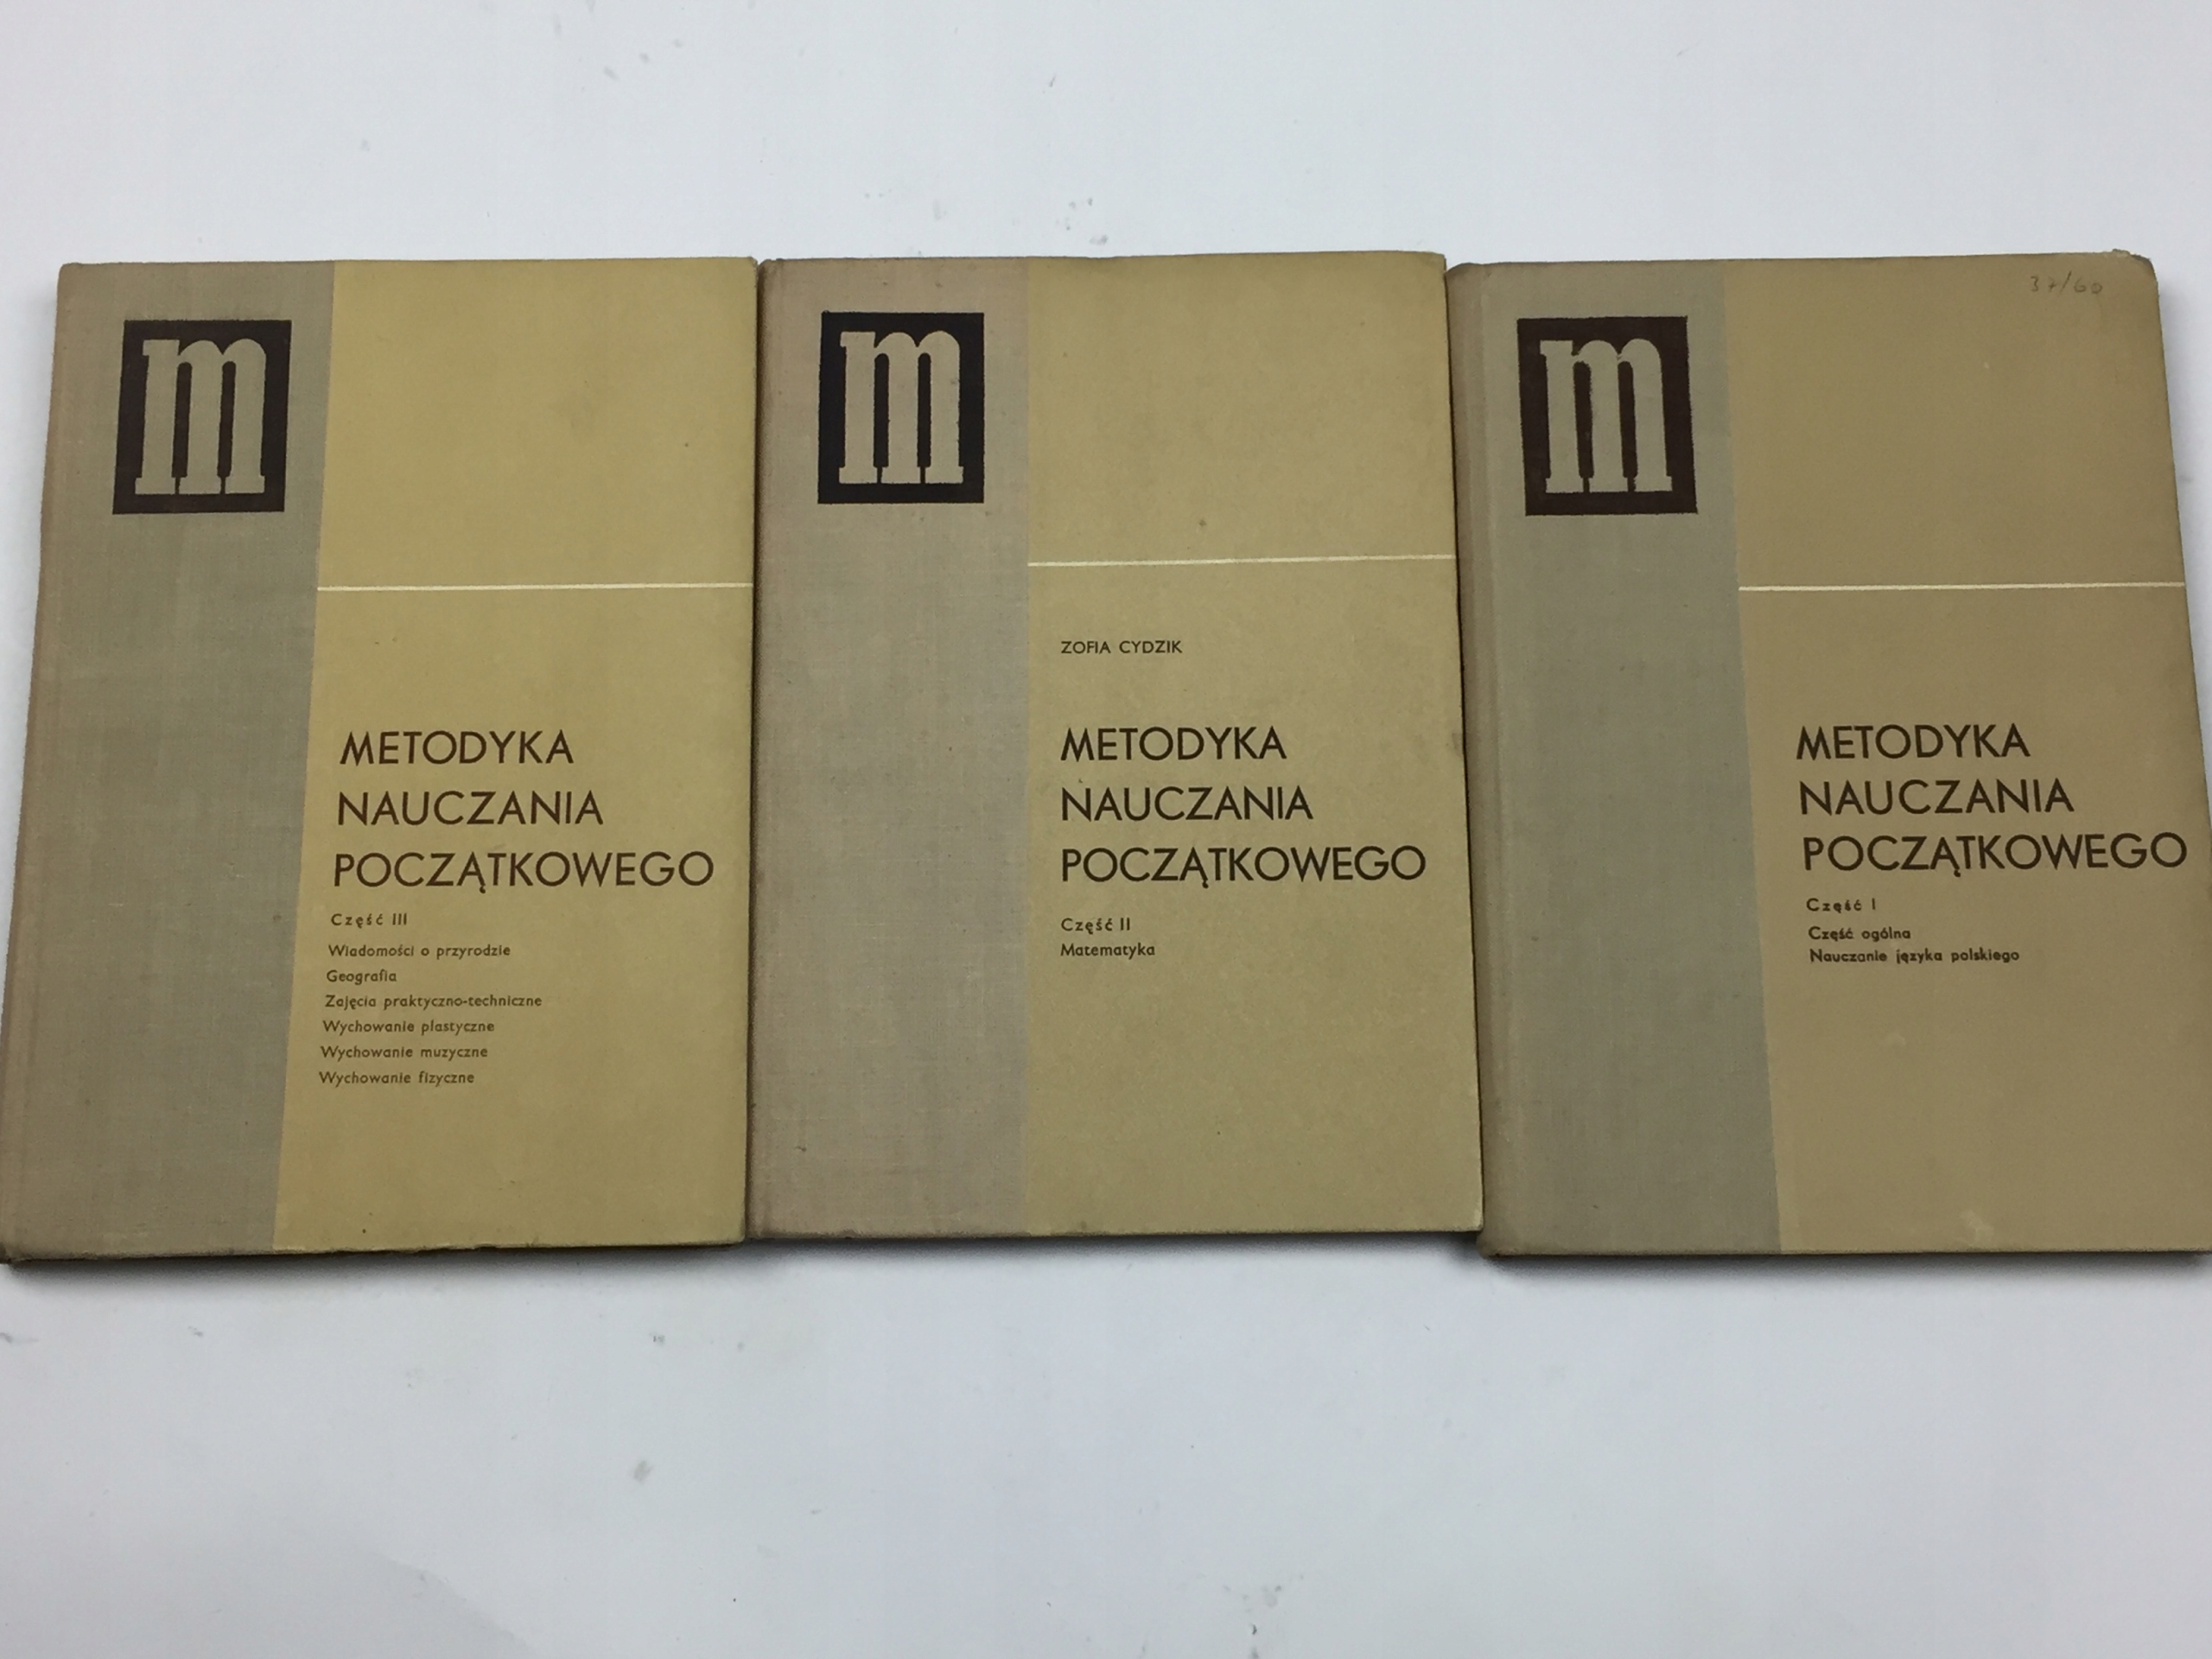 m
METODYKA
NAUCZANIA
POCZĄTKOWEGO
Część III
Wiadomości o przyrodzie
Geografia
Zajęcia praktyczno-techniczne
Wychowanie plastyczne
Wychowanie muzyczne
Wychowanie fizyczne
m
ZOFIA CYDZIK
METODYKA
NAUCZANIA
POCZĄTKOWEGO
Część II
Matematyka
37/60
m
METODYKA
NAUCZANIA
POCZĄTKOWEGO
Część I
Część ogólna
Nauczanie języka polskiego